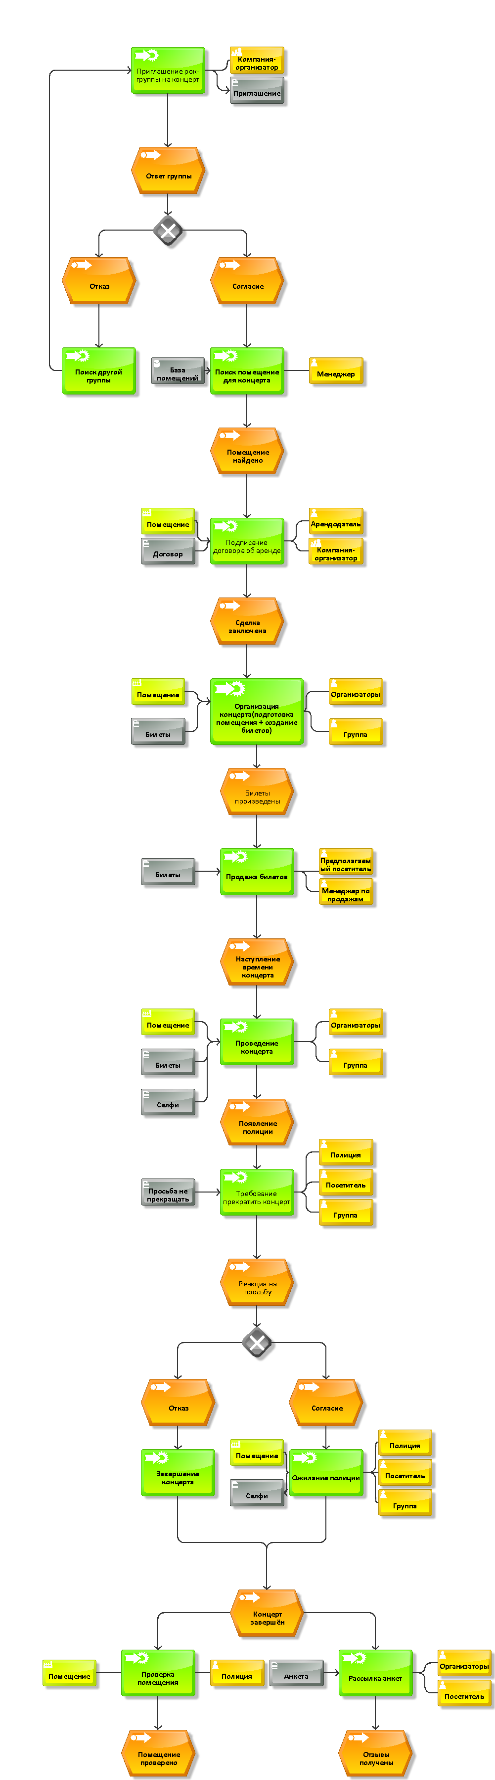 Приглашение рок-
группы на концерт
Компания-
организатор
Приглашение
Ответ группы
Отказ
Согласие
Поиск другой
группы
База
помещений
Поиск помещение
для концерта
Менеджер
Помещение
найдено
Помещение
Договор
Подписание
договора об аренде
Арендодатель
Компания-
организатор
Сделка
заключена
Помещение
Билеты
Организация
концерта(подготовка
помещения + создание
билетов)
Организаторы
Группа
Билеты
произведены
Билеты
Продажа билетов
Предполагаем
ый посетитель
Менеджер по
продажам
Наступление
времени
концерта
Помещение
Билеты
Селфи
Проведение
концерта
Организаторы
Группа
Появление
полиции
Просьба не
прекращать
Требование
прекратить концерт
Полиция
Посетитель
Группа
Реакция на
просьбу
Отказ
Согласие
Завершение
концерта
Помещение
Селфи
Ожидание полиции
Полиция
Посетитель
Группа
Концерт
завершён
Помещение
Проверка
помещения
Полиция
Анкета
Рассылка анкет
Организаторы
Посетитель
Помещение
проверено
Отзывы
получены